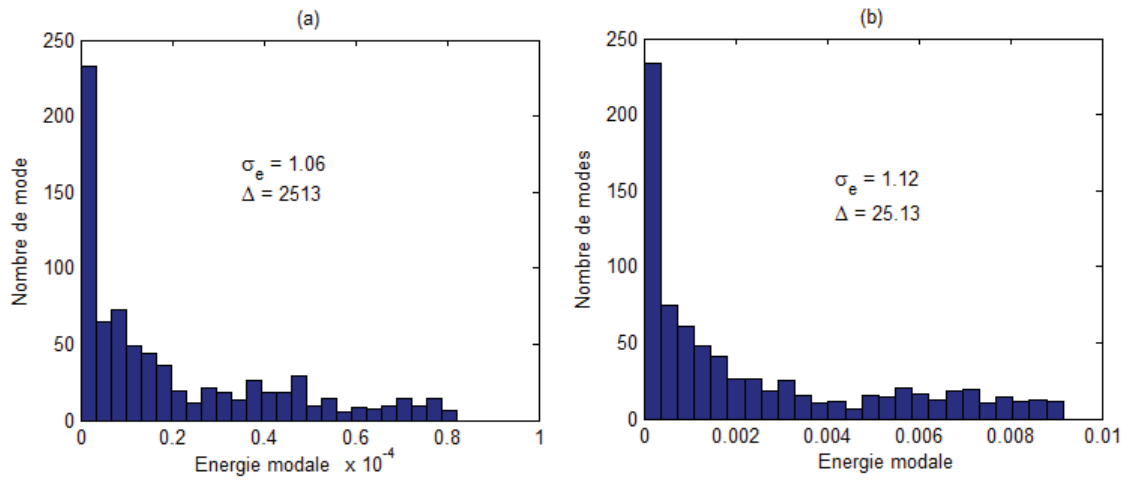 (a)
250
200
150
100
50
0
Nombre de mode
σe = 1.06
Δ = 2513
0 0.2 0.4 0.6 0.8 1
Energie modale x 10-4
(b)
250
200
150
100
50
0
Nombre de modes
σe = 1.12
Δ = 25.13
0 0.002 0.004 0.006 0.008 0.01
Energie modale